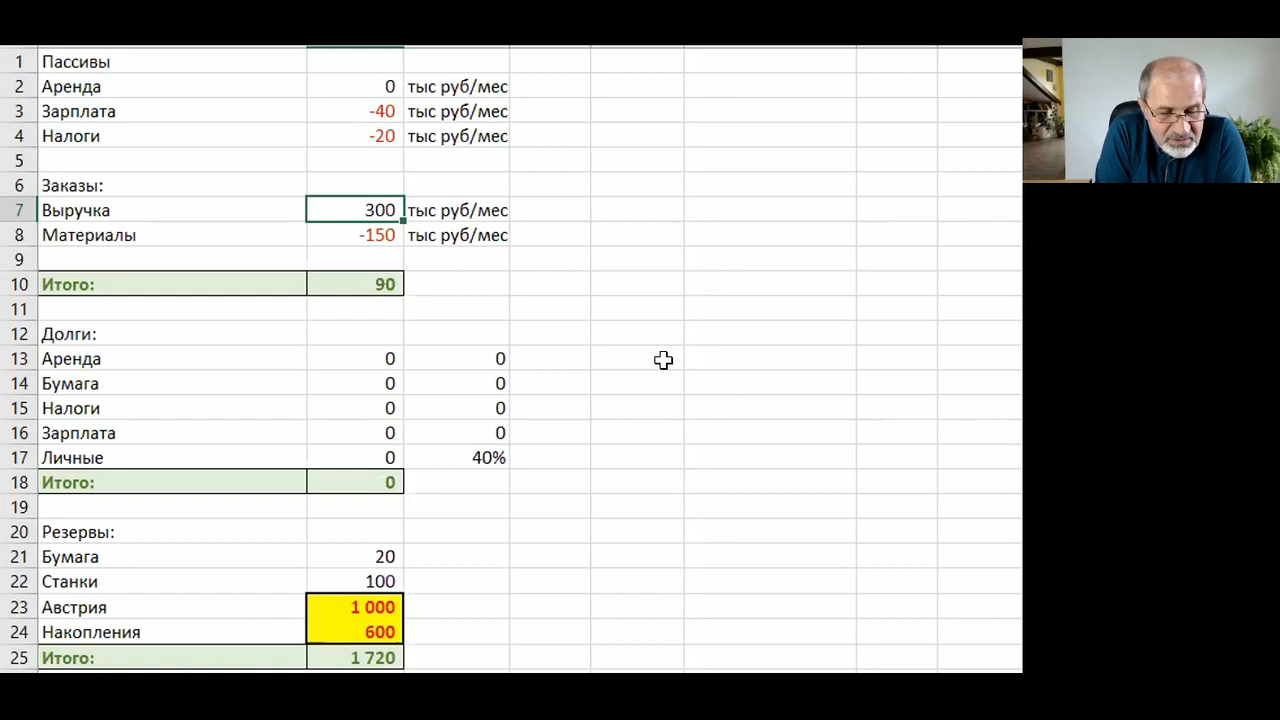 1 Пассивы
2 Аренда 0 тыс руб/мес
3 Зарплата -40 тыс руб/мес
4 Налоги -20 тыс руб/мес
5
6 Заказы:
7 Выручка 300 тыс руб/мес
8 Материалы -150 тыс руб/мес
9
10 Итого: 90
11
12 Долги:
13 Аренда 0 0
14 Бумага 0 0
15 Налоги 0 0
16 Зарплата 0 0
17 Личные 0 40%
18 Итого: 0
19
20 Резервы:
21 Бумага 20
22 Станки 100
23 Австрия 1 000
24 Накопления 600
25 Итого: 1 720